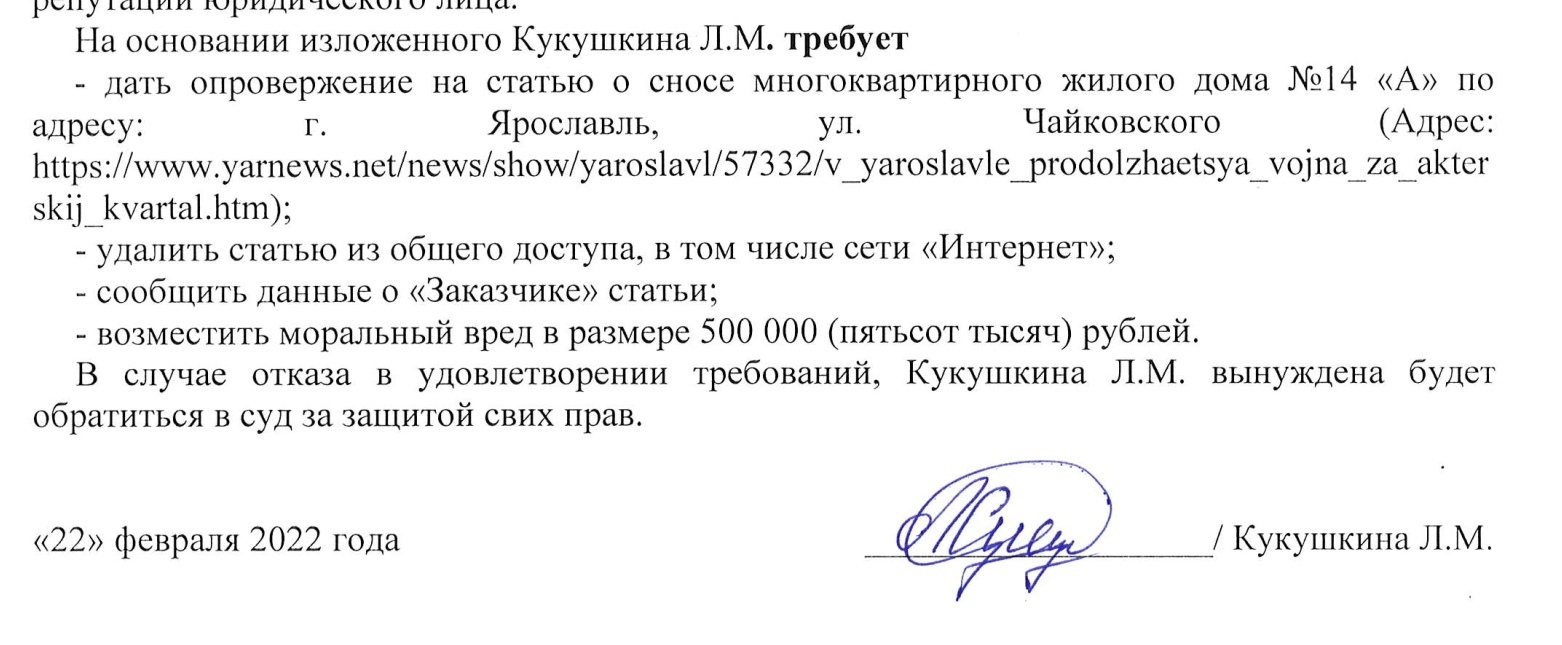 репутации юридического лица.
На основании изложенного Кукушкина Л.М. требует
- дать опровержение на статью о сносе многоквартирного жилого дома №14 «А» по
адресу: г. Ярославль, ул. Чайковского (Адрес:
https://www.yarnews.net/news/show/yaroslavl/57332/v_yaroslavle_prodolzhaetsya_vojna_za_akter
skij_kvartal.htm);
- удалить статью из общего доступа, в том числе сети «Интернет»;
- сообщить данные о «Заказчике» статьи;
- возместить моральный вред в размере 500 000 (пятьсот тысяч) рублей.
В случае отказа в удовлетворении требований, Кукушкина Л.М. вынуждена будет
обратиться в суд за защитой свих прав.
«22» февраля 2022 года / Кукушкина Л.М.